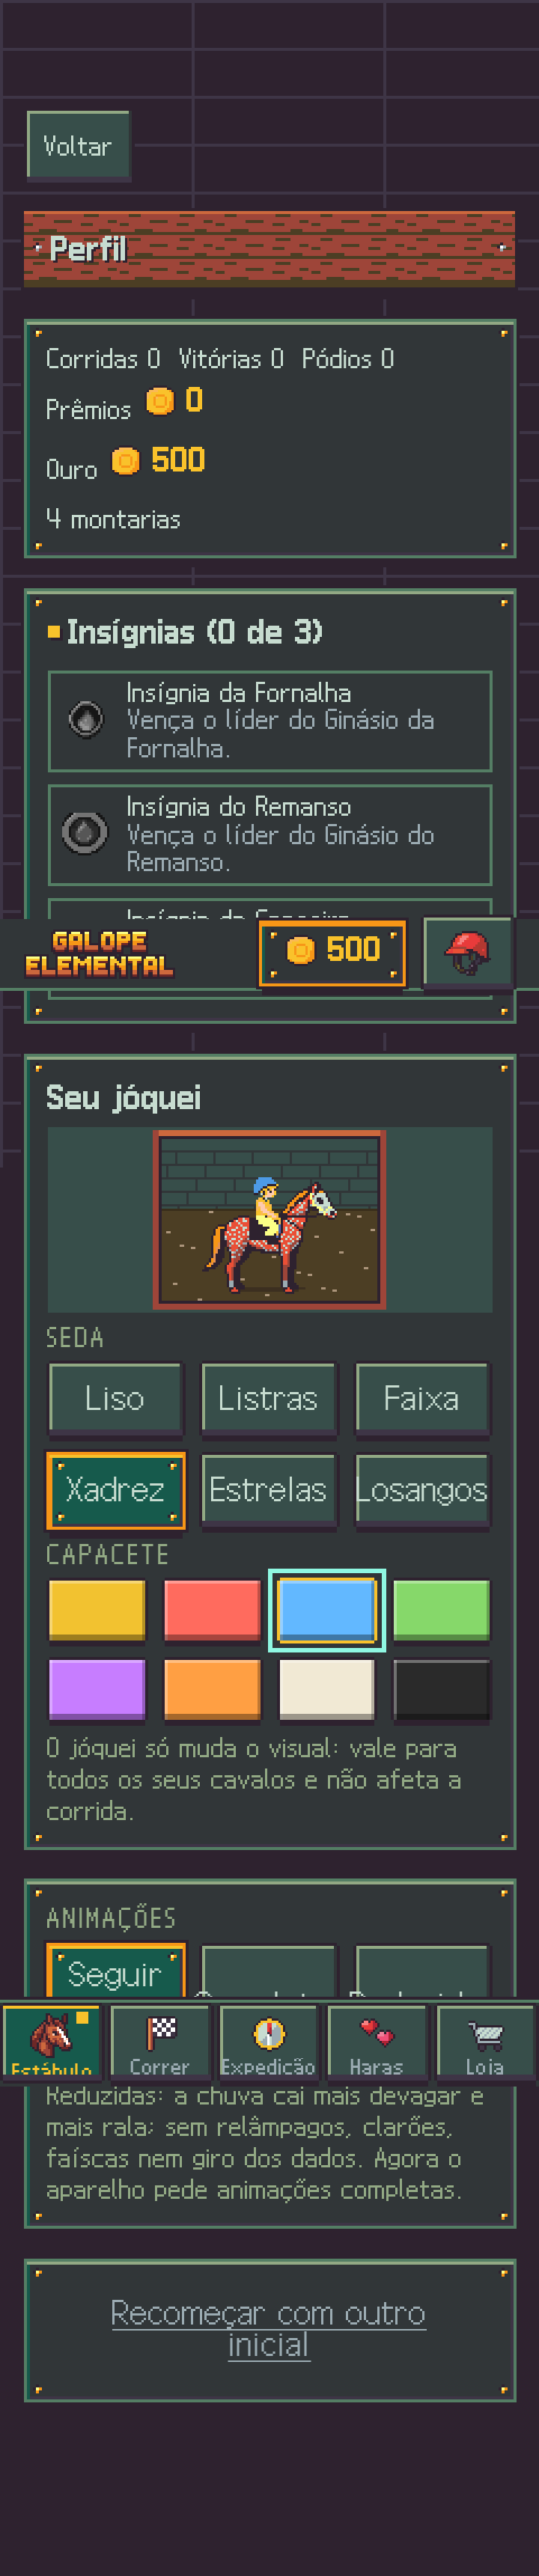 Voltar
Perfil
Corridas 0 Vitórias 0 Pódios 0
Prêmios 0
Ouro 500
4 montarias
Insígnias (0 de 3)
Insígnia da Fornalha
Vença o líder do Ginásio da
Fornalha.
Insígnia do Remanso
Vença o líder do Ginásio do
Remanso.
GALOPE
ELEMENTAL
500
Seu jóquei
SEDA
Liso Listras Faixa
Xadrez Estrelas Losangos
CAPACETE
O jóquei só muda o visual: vale para
todos os seus cavalos e não afeta a
corrida.
ANIMAÇÕES
Seguir
Estábulo Correr Expedição Haras Loja
Reduzidas: a chuva cai mais devagar e
mais rala; sem relâmpagos, clarões,
faíscas nem giro dos dados. Agora o
aparelho pede animações completas.
Recomeçar com outro
inicial